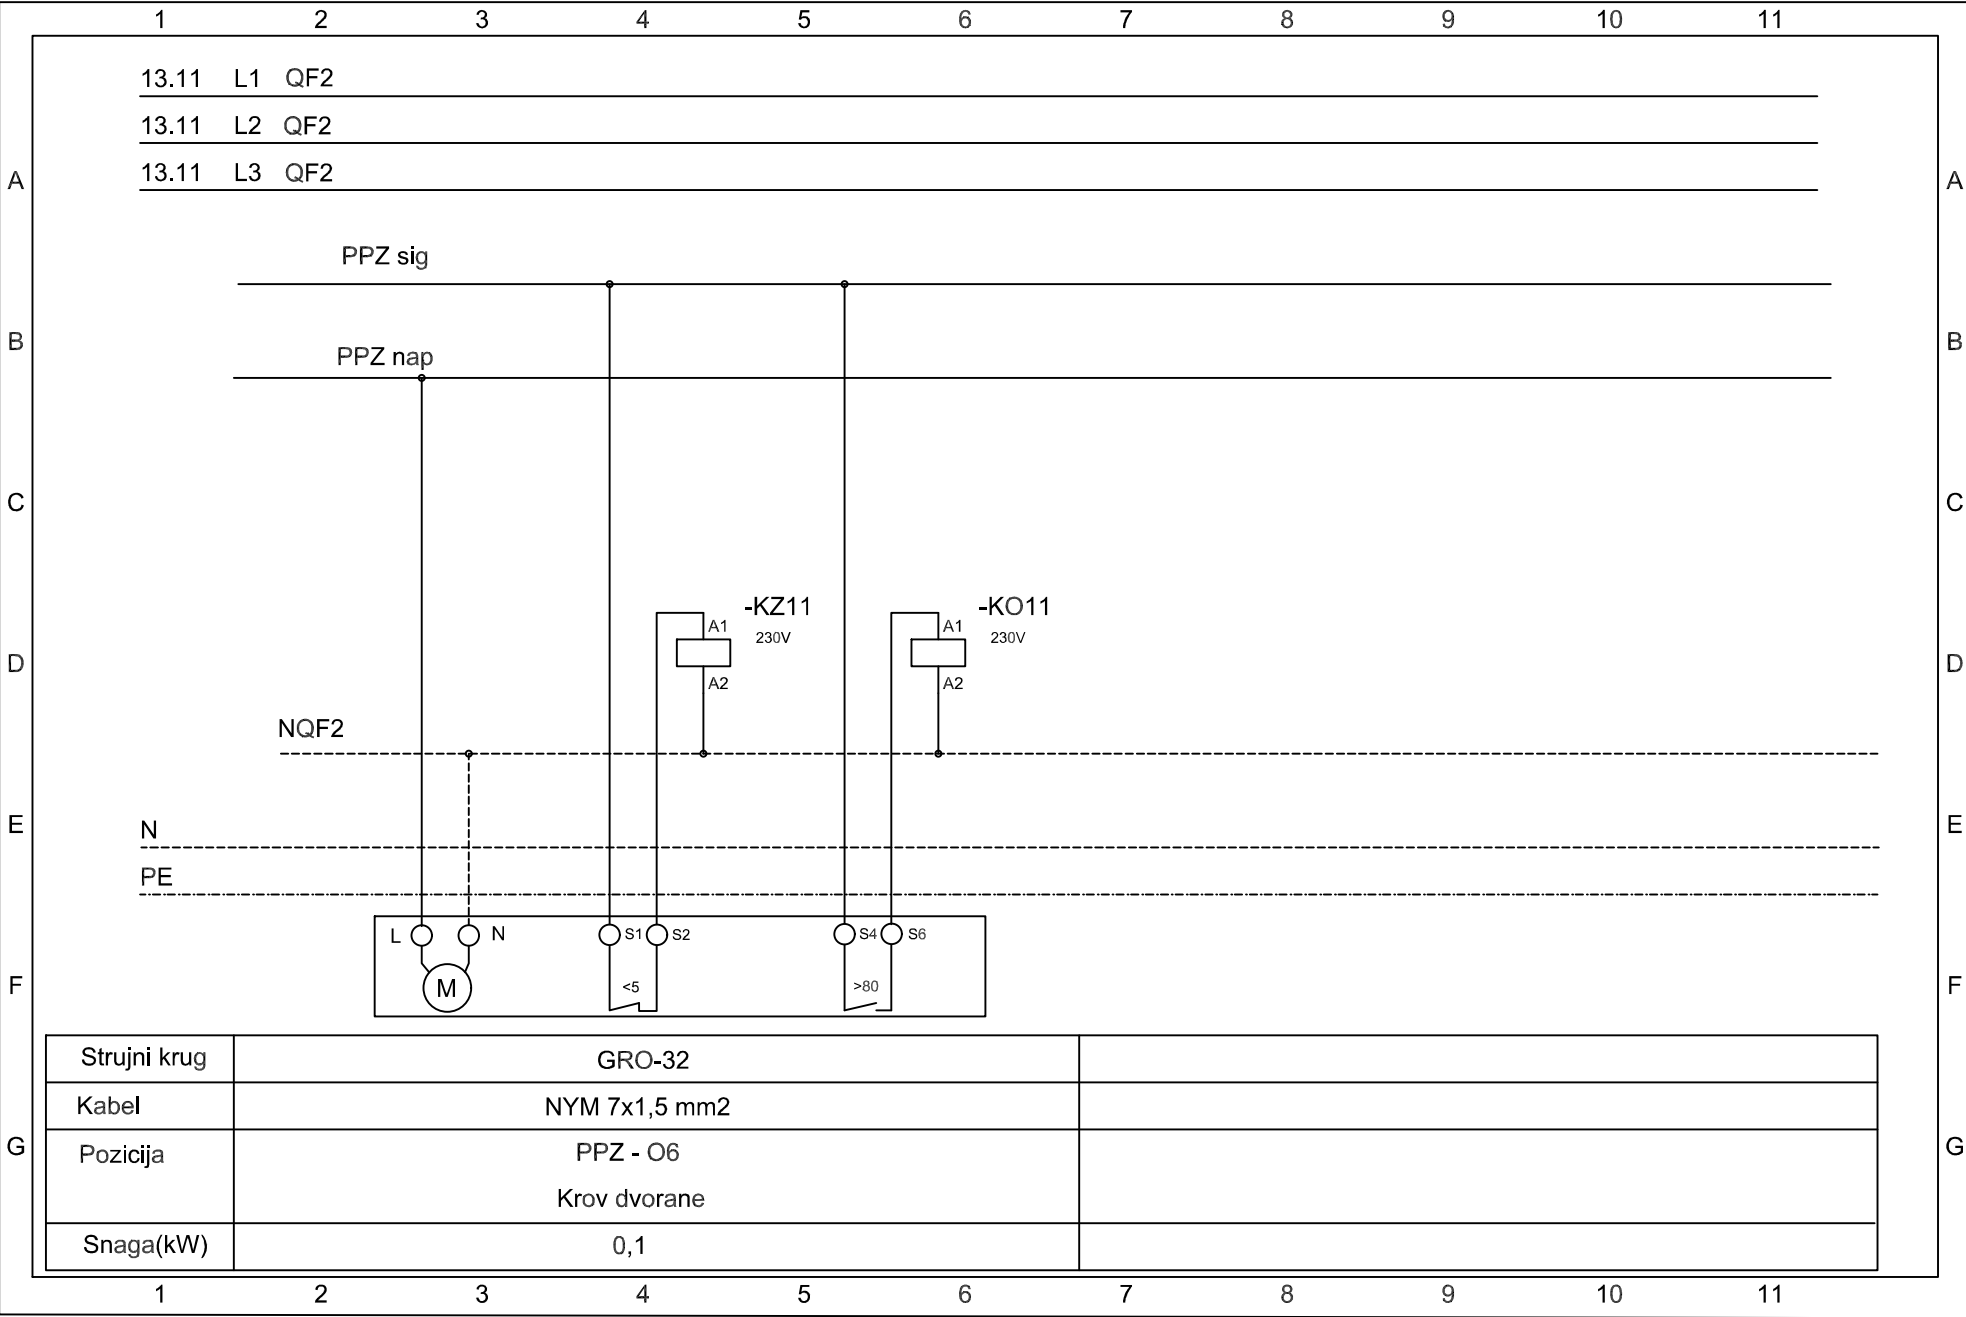 1 2 3 4 5 6 7 8 9 10 11
13.11 L1 QF2
13.11 L2 QF2
13.11 L3 QF2
A A
PPZ sig
B B
PPZ nap
C C
-KZ11 -KO11
A1 230V A1 230V
D D
A2 A2
NQF2
E E
N
PE
L N S1 S2 S4 S6
F M <5 >80 F
Strujni krug GRO-32
Kabel NYM 7x1,5 mm2
G Pozicija PPZ - O6 G
Krov dvorane
Snaga(kW) 0,1
1 2 3 4 5 6 7 8 9 10 11